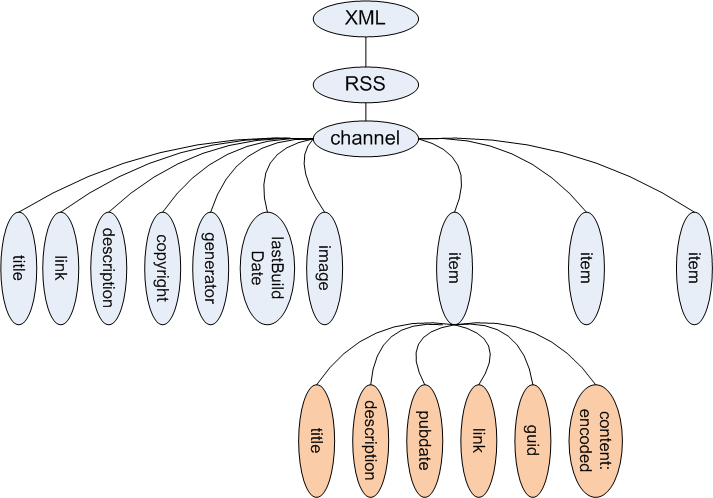 XML
RSS
channel
title
link
description
copyright
generator
lastBuild
Date
image
item
item
item
title
description
pubdate
link
guid
content:
encoded